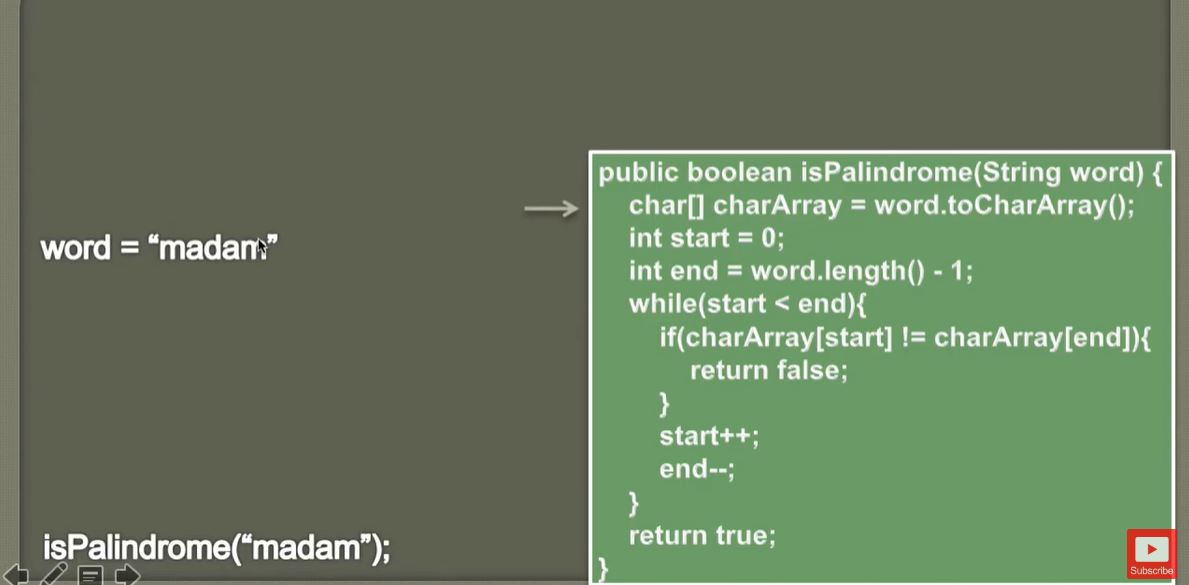 public boolean isPalindrome(String word) {
char[] charArray = word.toCharArray();
int start = 0;
int end = word.length() - 1;
while(start < end){
if(charArray[start] != charArray[end]){
return false;
}
start++;
end--;
}
return true;
}
word = “madam”
isPalindrome(“madam”);
Subscribe